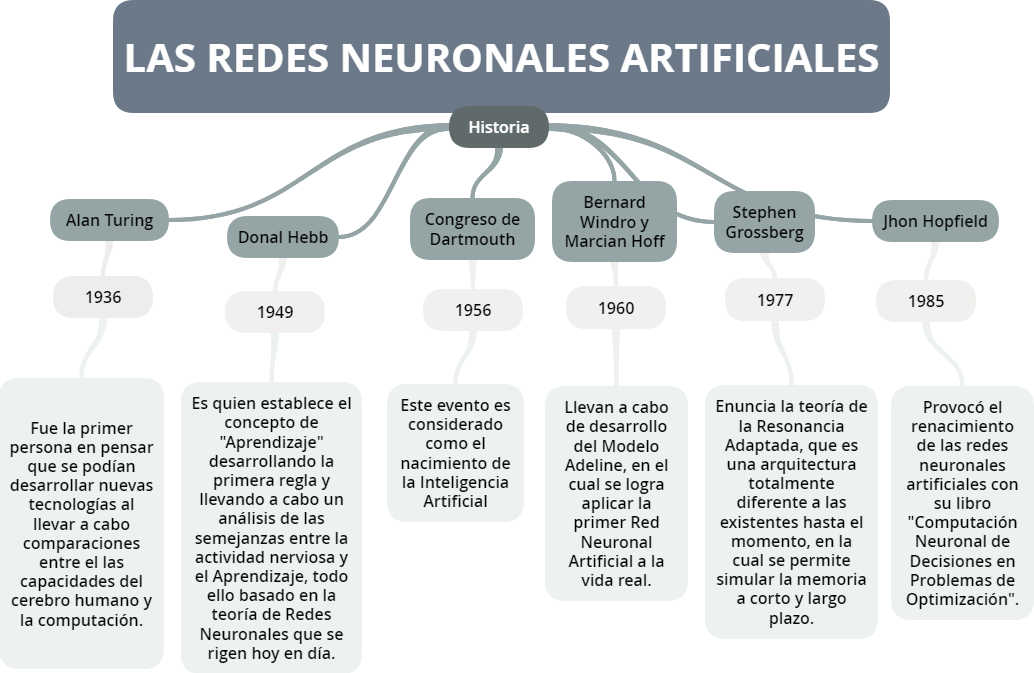 LAS REDES NEURONALES ARTIFICIALES
Historia
Alan Turing
1936
Fue la primer
persona en pensar
que se podían
desarrollar nuevas
tecnologías al
llevar a cabo
comparaciones
entre el las
capacidades del
cerebro humano y
la computación.
Donal Hebb
1949
Es quien establece el
concepto de
"Aprendizaje"
desarrollando la
primera regla y
llevando a cabo un
análisis de las
semejanzas entre la
actividad nerviosa y
el Aprendizaje, todo
ello basado en la
teoría de Redes
Neuronales que se
rigen hoy en día.
Congreso de
Dartmouth
1956
Este evento es
considerado
como el
nacimiento de
la Inteligencia
Artificial
Bernard
Windro y
Marcian Hoff
1960
Llevan a cabo
de desarrollo
del Modelo
Adeline, en el
cual se logra
aplicar la
primer Red
Neuronal
Artificial a la
vida real.
Stephen
Grossberg
1977
Enuncia la teoría de
la Resonancia
Adaptada, que es
una arquitectura
totalmente
diferente a las
existentes hasta el
momento, en la
cual se permite
simular la memoria
a corto y largo
plazo.
Jhon Hopfield
1985
Provocó el
renacimiento
de las redes
neuronales
artificiales con
su libro
"Computación
Neuronal de
Decisiones en
Problemas de
Optimización".